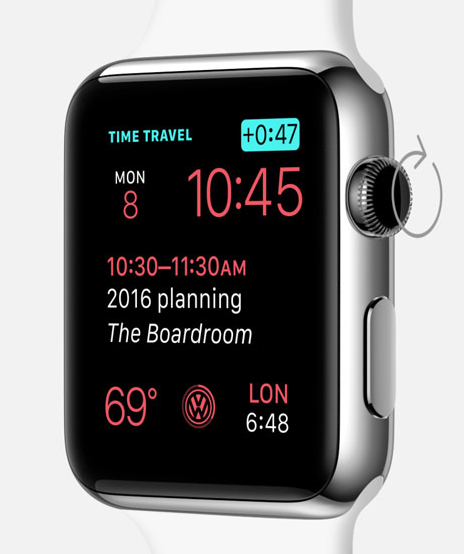 TIME TRAVEL +0:47
MON
8 10:45
10:30–11:30AM
2016 planning
The Boardroom
69° LON
6:48